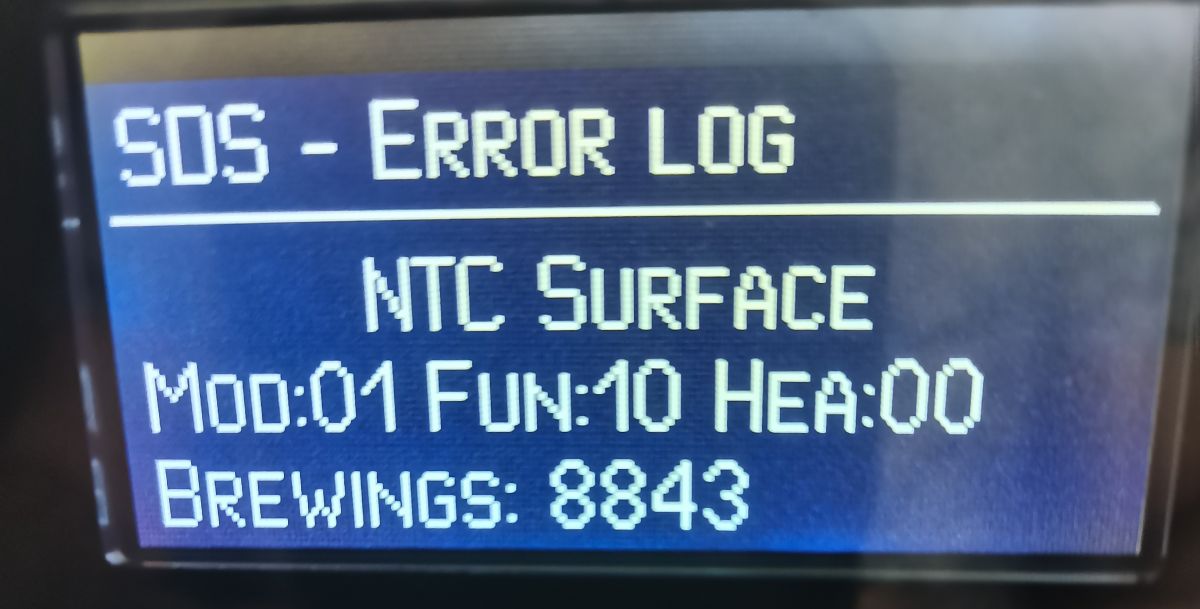 SDS - Error log
NTC Surface
Mod:01 Fun:10 Hea:00
Brewings: 8843